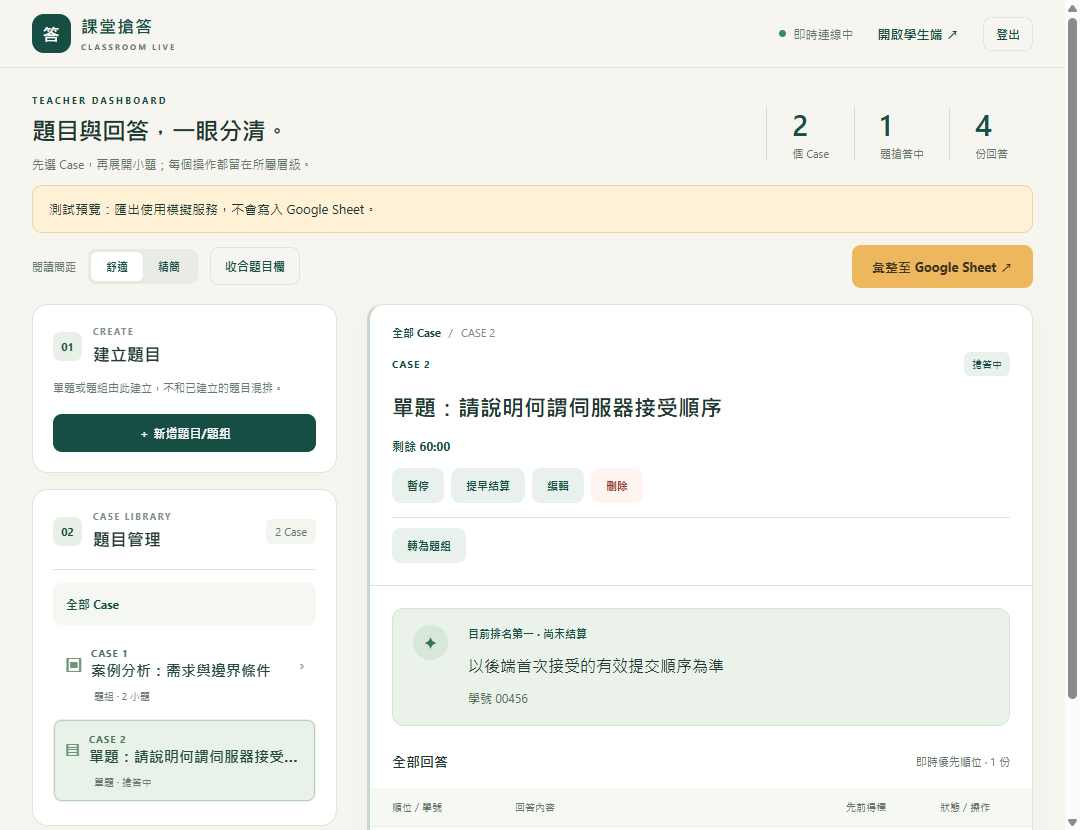 答
課堂搶答
CLASSROOM LIVE
即時連線中
開啟學生端 ↗
登出
TEACHER DASHBOARD
題目與回答，一眼分清。
先選 Case，再展開小題；每個操作都留在所屬層級。
2
個 Case
1
題搶答中
4
份回答
測試預覽：匯出使用模擬服務，不會寫入 Google Sheet。
閱讀間距
舒適
精簡
收合題目欄
彙整至 Google Sheet ↗
01
CREATE
建立題目
單題或題組由此建立，不和已建立的題目混排。
+ 新增題目/題組
02
CASE LIBRARY
題目管理
2 Case
全部 Case
CASE 1
案例分析：需求與邊界條件
題組 · 2 小題
›
CASE 2
單題：請說明何謂伺服器接受...
單題 · 搶答中
全部 Case / CASE 2
CASE 2
搶答中
單題：請說明何謂伺服器接受順序
剩餘 60:00
暫停
提早結算
編輯
刪除
轉為題組
目前排名第一 · 尚未結算
以後端首次接受的有效提交順序為準
學號 00456
全部回答
即時優先順位 · 1 份
順位 / 學號
回答內容
先前得標
狀態 / 操作